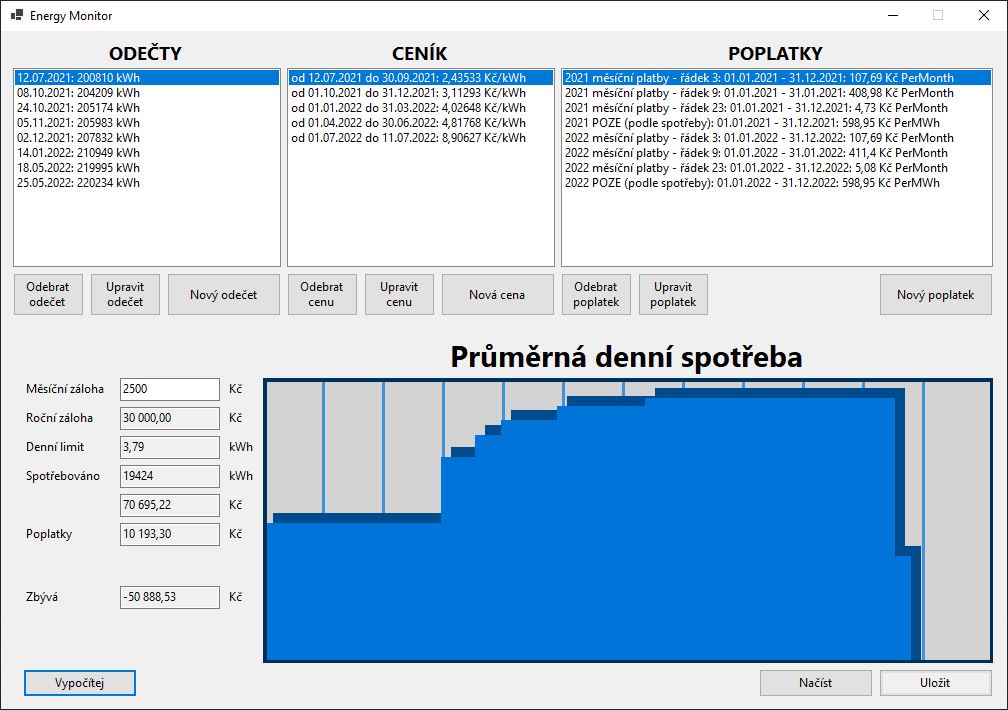 Energy Monitor
ODEČTY
CENÍK
POPLATKY
12.07.2021: 200810 kWh
08.10.2021: 204209 kWh
24.10.2021: 205174 kWh
05.11.2021: 205983 kWh
02.12.2021: 207832 kWh
14.01.2022: 210949 kWh
18.05.2022: 219995 kWh
25.05.2022: 220234 kWh
od 12.07.2021 do 30.09.2021: 2,43533 Kč/kWh
od 01.10.2021 do 31.12.2021: 3,11293 Kč/kWh
od 01.01.2022 do 31.03.2022: 4,02648 Kč/kWh
od 01.04.2022 do 30.06.2022: 4,81768 Kč/kWh
od 01.07.2022 do 11.07.2022: 8,90627 Kč/kWh
2021 měsíční platby - řádek 3: 01.01.2021 - 31.12.2021: 107,69 Kč PerMonth
2021 měsíční platby - řádek 9: 01.01.2021 - 31.01.2021: 408,98 Kč PerMonth
2021 měsíční platby - řádek 23: 01.01.2021 - 31.12.2021: 4,73 Kč PerMonth
2021 POZE (podle spotřeby): 01.01.2021 - 31.12.2021: 598,95 Kč PerMWh
2022 měsíční platby - řádek 3: 01.01.2022 - 31.12.2022: 107,69 Kč PerMonth
2022 měsíční platby - řádek 9: 01.01.2022 - 31.01.2022: 411,4 Kč PerMonth
2022 měsíční platby - řádek 23: 01.01.2022 - 31.12.2022: 5,08 Kč PerMonth
2022 POZE (podle spotřeby): 01.01.2022 - 31.12.2022: 598,95 Kč PerMWh
Odebrat
odečet
Upravit
odečet
Nový odečet
Odebrat
cenu
Upravit
cenu
Nová cena
Odebrat
poplatek
Upravit
poplatek
Nový poplatek
Průměrná denní spotřeba
Měsíční záloha 2500 Kč
Roční záloha 30 000,00 Kč
Denní limit 3,79 kWh
Spotřebováno 19424 kWh
70 695,22 Kč
Poplatky 10 193,30 Kč
Zbývá -50 888,53 Kč
Vypočítej
Načíst
Uložit